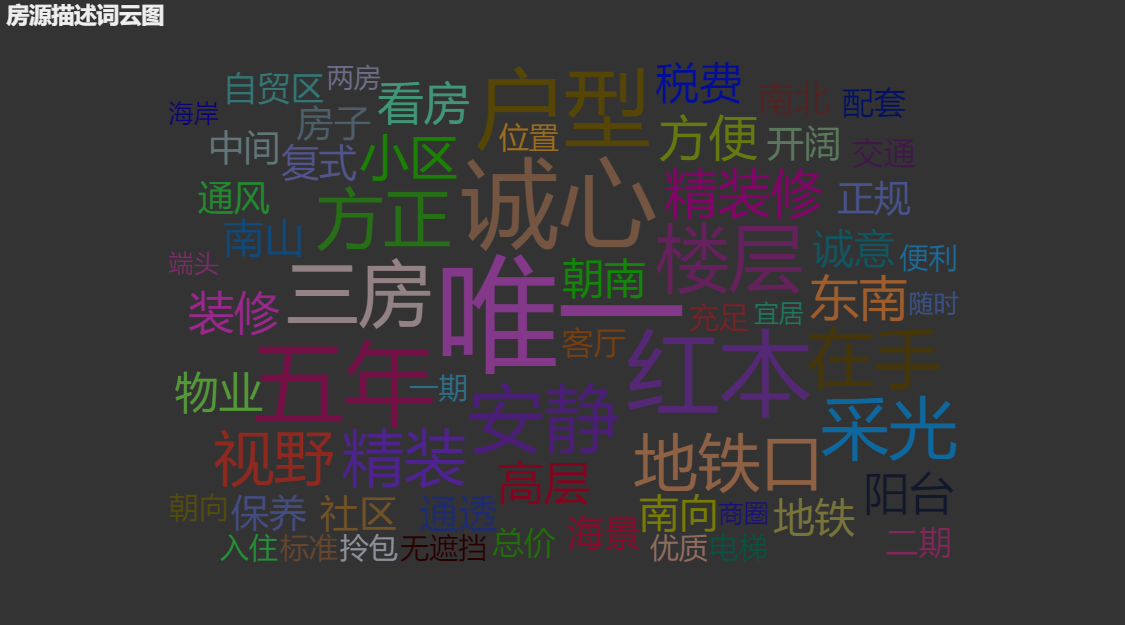 房源描述词云图
自贸区 两房 看房 户型 税费 南北 配套
海岸 房子 位置
中间 复式 小区 方便 开阔 交通
通风 方正 诚心 精装修 正规
南山 楼层 诚意 便利
端头 三房 唯一 朝南 东南 随时
装修 充足 宜居
客厅 红本 在手
物业 五年 一期 安静 采光
视野 精装 高层 地铁口 阳台
朝向 保养 社区 通透 南向 商圈 地铁
入住 标准 拎包 无遮挡 总价 海景 优质 电梯 二期